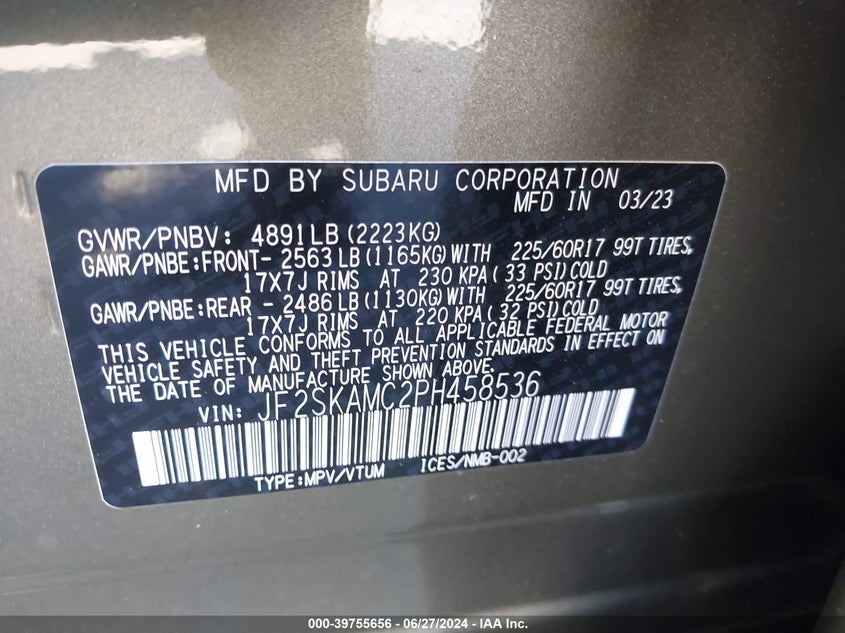 MFD BY SUBARU CORPORATION
MFD IN 03/23
GVWR/PNBV: 4891LB(2223KG)
GAWR/PNBE:FRONT- 2563LB(1165KG)WITH 225/60R17 99T TIRES,
17X7J RIMS AT 230 KPA(33 PSI)COLD
GAWR/PNBE:REAR - 2486LB(1130KG)WITH 225/60R17 99T TIRES,
17X7J RIMS AT 220 KPA(32 PSI)COLD
THIS VEHICLE CONFORMS TO ALL APPLICABLE FEDERAL MOTOR
VEHICLE SAFETY AND THEFT PREVENTION STANDARDS IN EFFECT ON
THE DATE OF MANUFACTURE SHOWN ABOVE.
VIN: JF2SKAMC2PH458536
TYPE:MPV/VTUM ICES/NMB-002
000-39755656 - 06/27/2024 - IAA Inc.